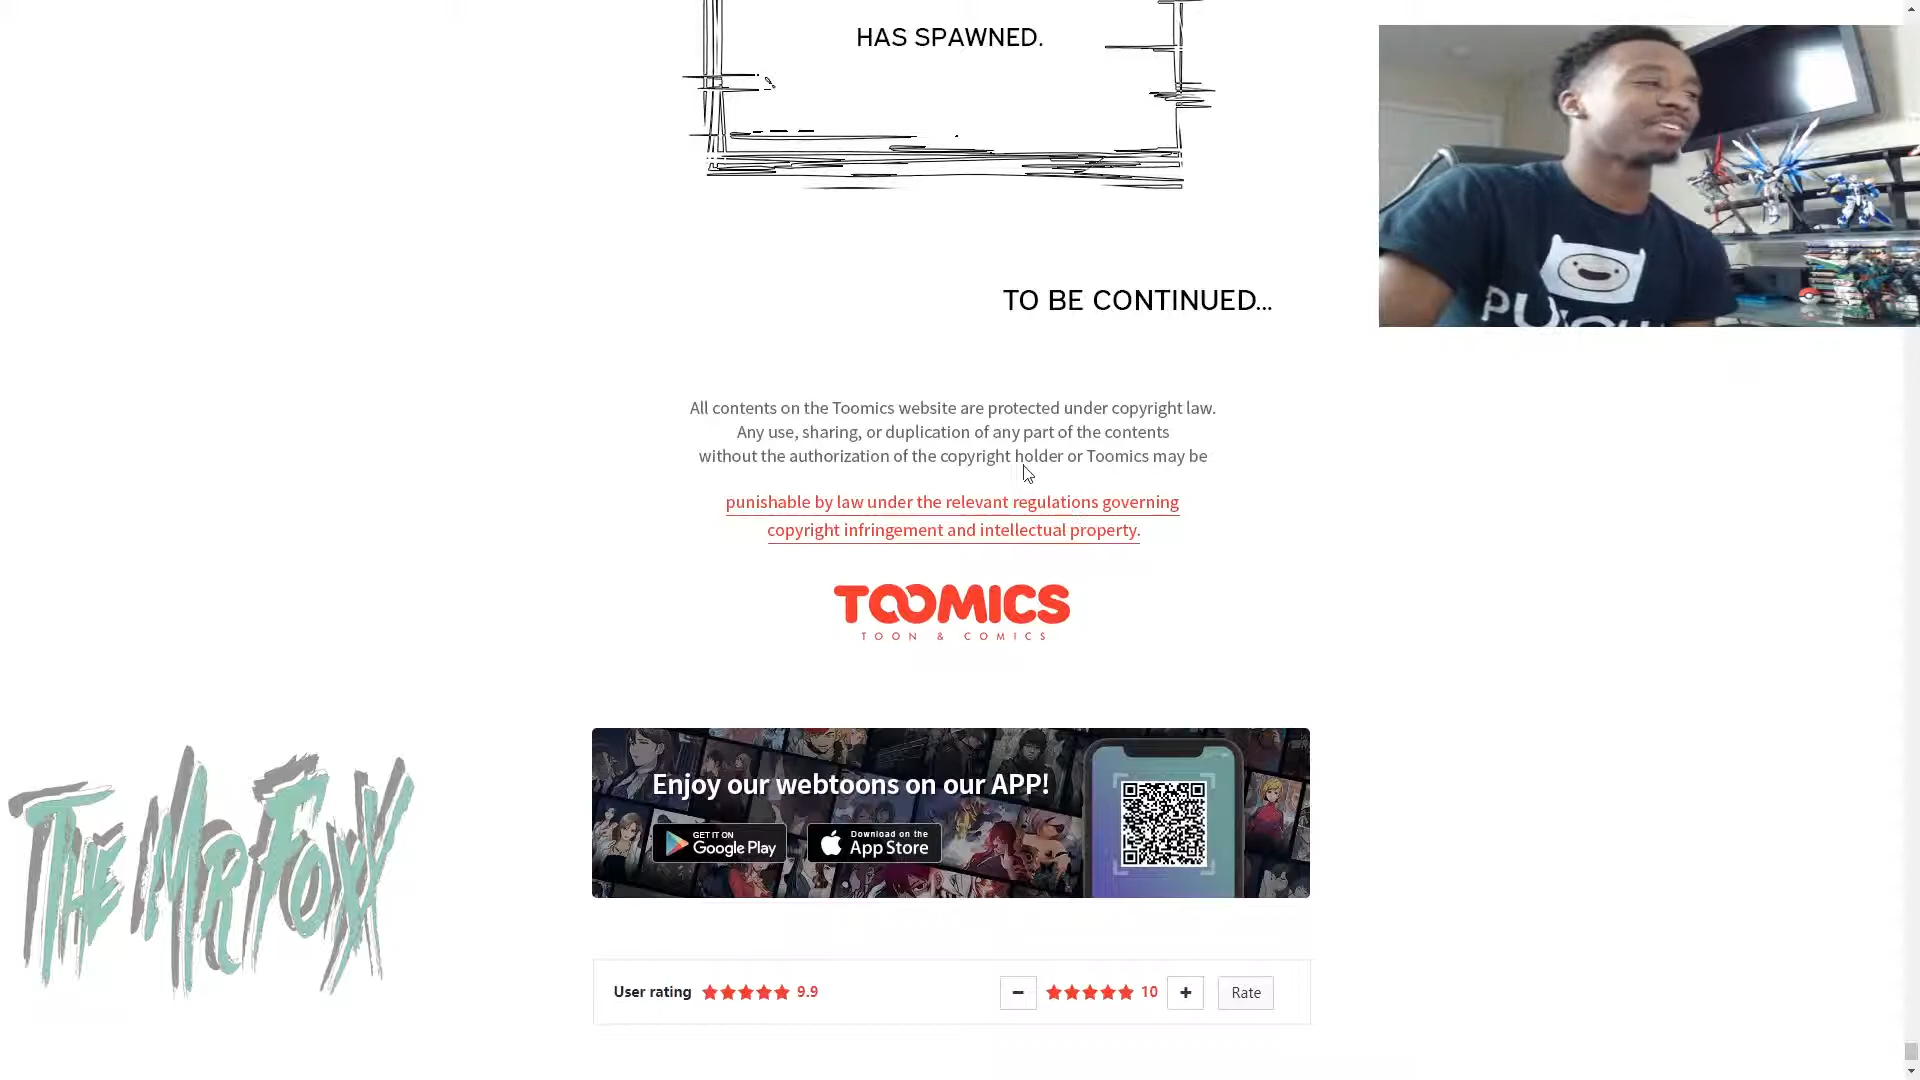 HAS SPAWNED.
TO BE CONTINUED...
All contents on the Toomics website are protected under copyright law.
Any use, sharing, or duplication of any part of the contents
without the authorization of the copyright holder or Toomics may be
punishable by law under the relevant regulations governing
copyright infringement and intellectual property.
TOOMICS
TOON & COMICS
Enjoy our webtoons on our APP!
GET IT ON
Google Play
Download on the
App Store
THE MR FOXX
User rating 9.9
− 10 + Rate